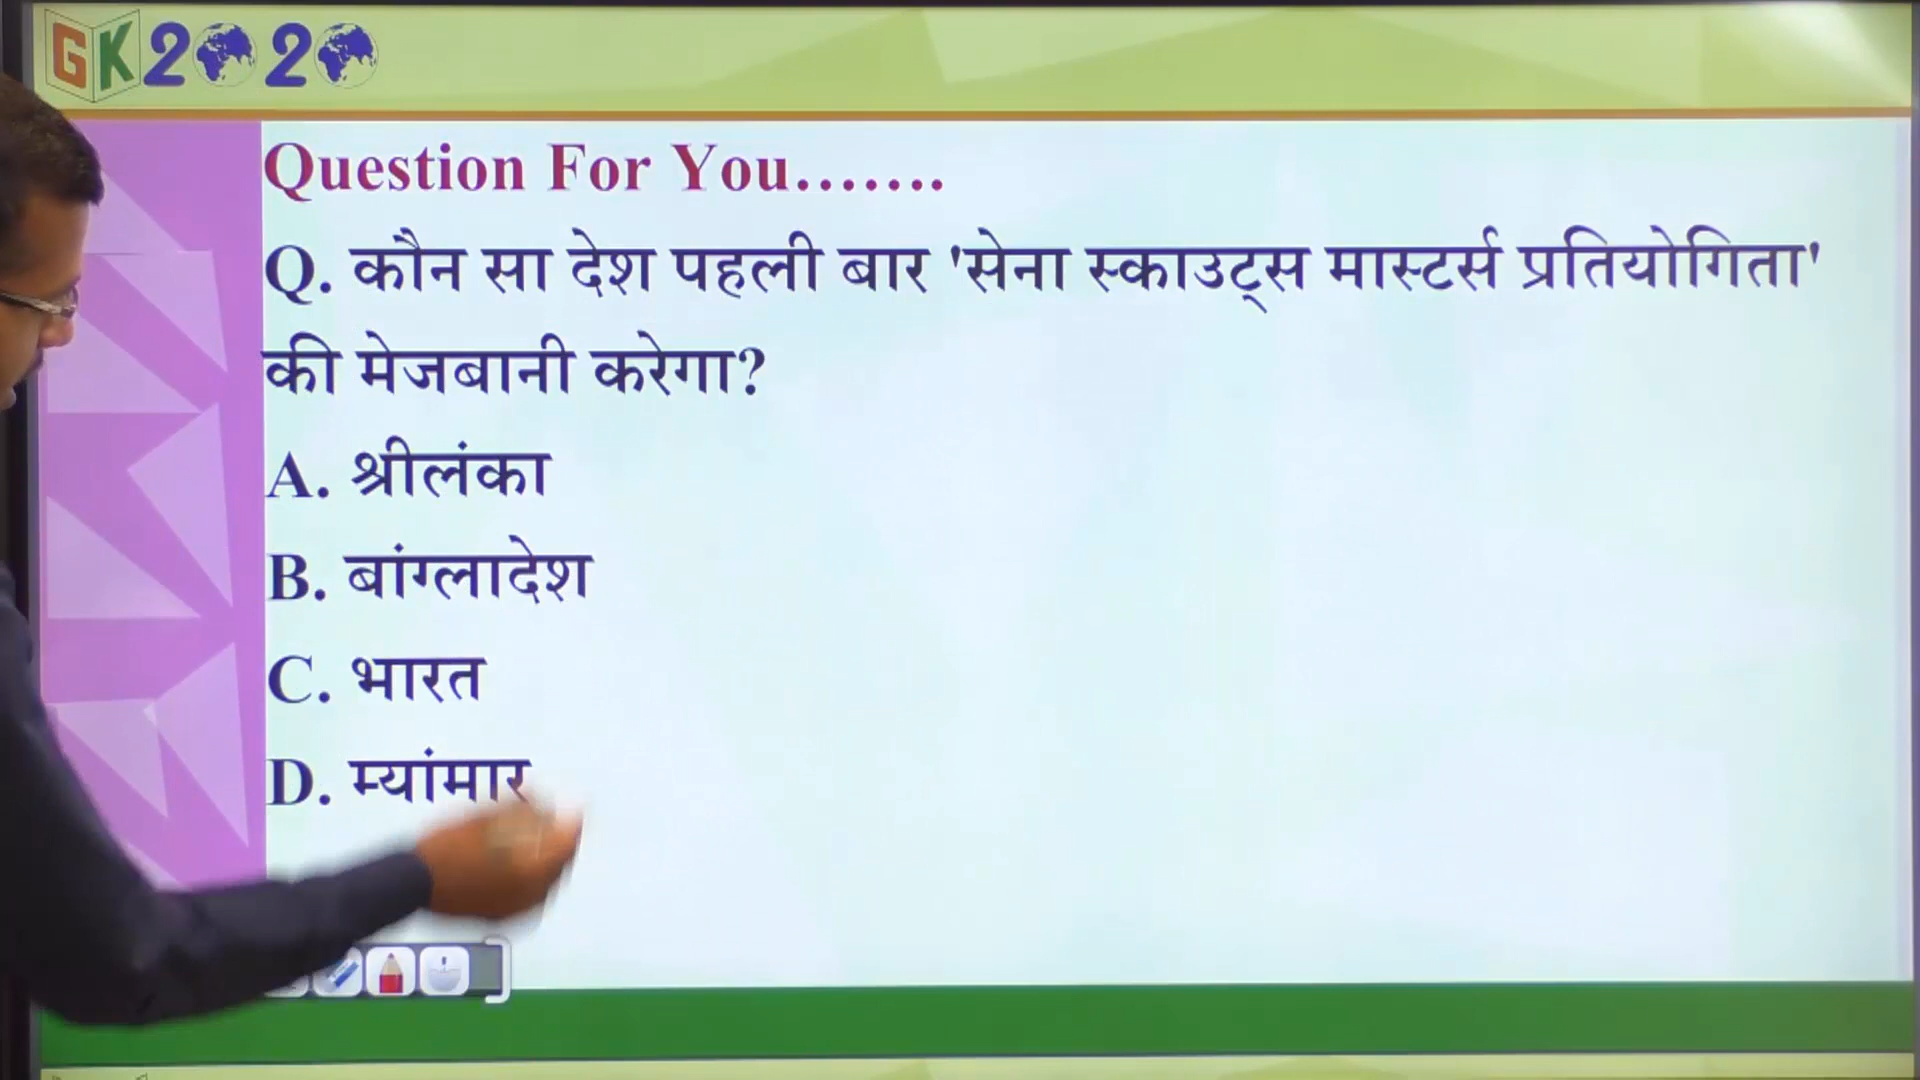 GK2020
Question For You.......
Q. कौन सा देश पहली बार 'सेना स्काउट्स मास्टर्स प्रतियोगिता'
की मेजबानी करेगा?
A. श्रीलंका
B. बांग्लादेश
C. भारत
D. म्यांमार